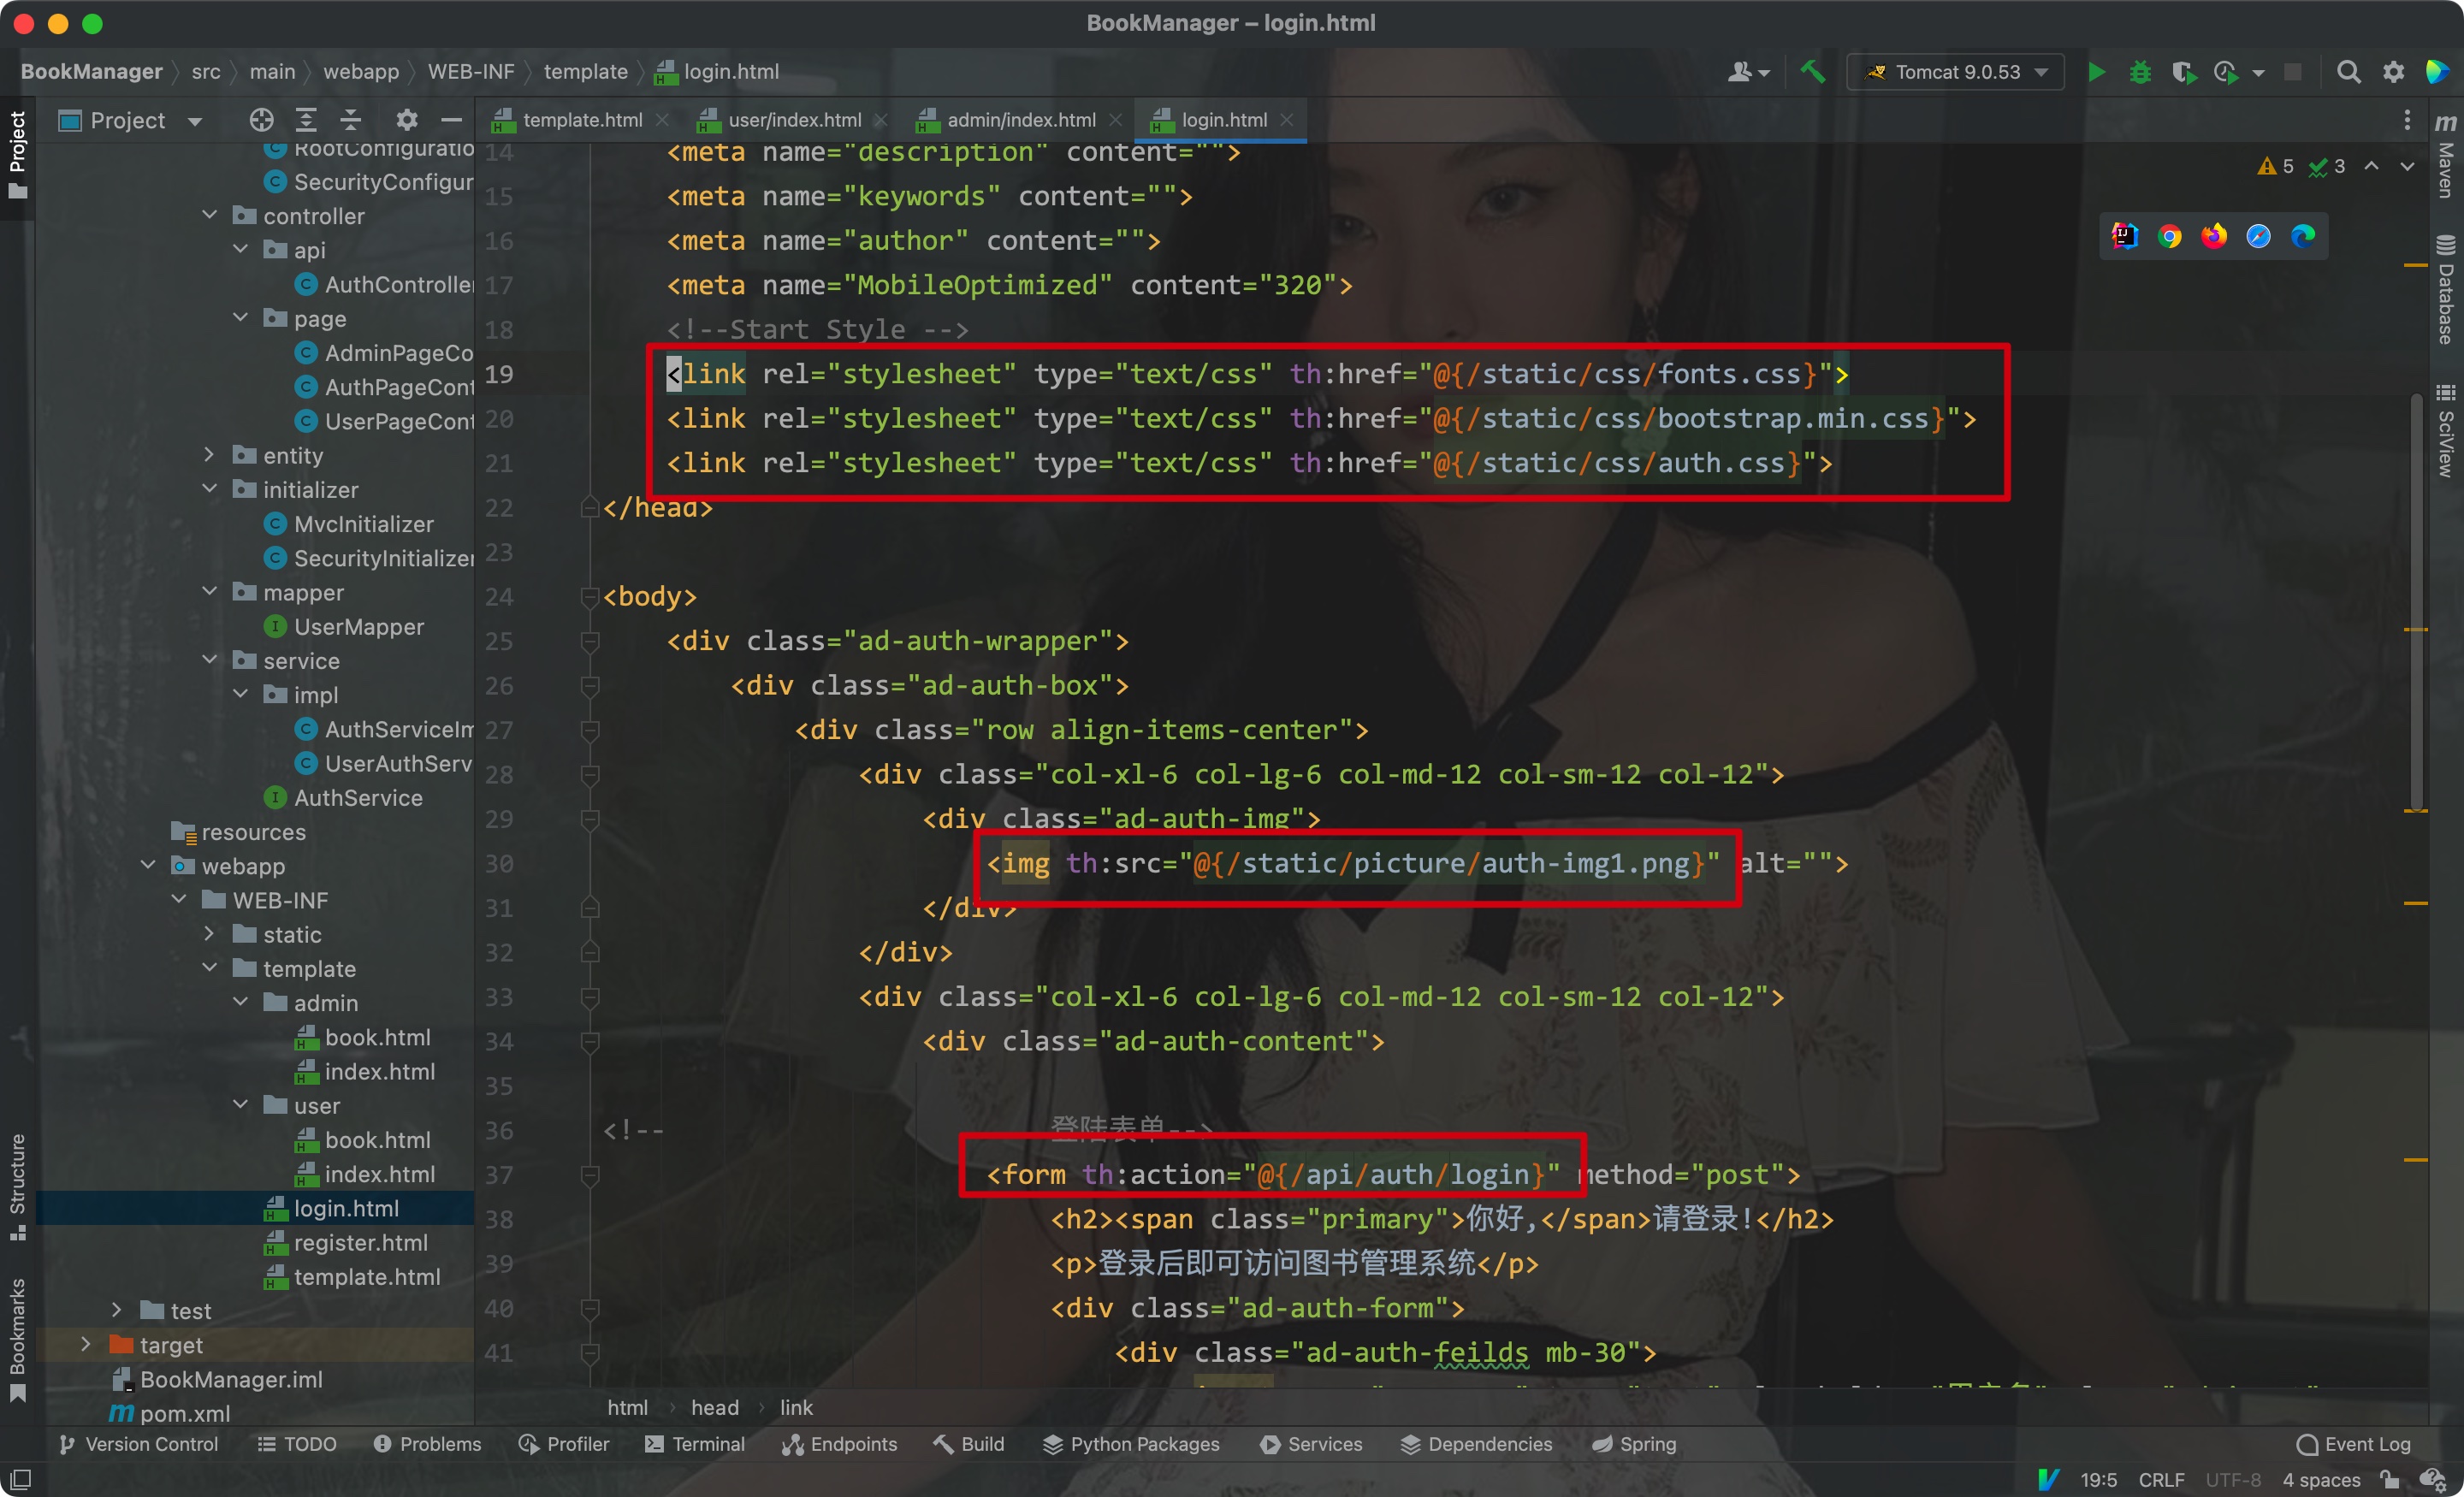 BookManager – login.html
BookManager src main webapp WEB-INF template login.html
Tomcat 9.0.53
Project
template.html user/index.html admin/index.html login.html
Project
RootConfiguratio
SecurityConfigur
controller
api
AuthController
page
AdminPageCo
AuthPageCont
UserPageCont
entity
initializer
MvcInitializer
SecurityInitializer
mapper
UserMapper
service
impl
AuthServiceIm
UserAuthServ
AuthService
resources
webapp
WEB-INF
static
template
admin
book.html
index.html
user
book.html
index.html
login.html
register.html
template.html
test
target
BookManager.iml
pom.xml
Structure
Bookmarks
5 3
14 <meta name="description" content="">
15 <meta name="keywords" content="">
16 <meta name="author" content="">
17 <meta name="MobileOptimized" content="320">
18 <!--Start Style -->
19 <link rel="stylesheet" type="text/css" th:href="@{/static/css/fonts.css}">
20 <link rel="stylesheet" type="text/css" th:href="@{/static/css/bootstrap.min.css}">
21 <link rel="stylesheet" type="text/css" th:href="@{/static/css/auth.css}">
22 </head>
23
24 <body>
25 <div class="ad-auth-wrapper">
26 <div class="ad-auth-box">
27 <div class="row align-items-center">
28 <div class="col-xl-6 col-lg-6 col-md-12 col-sm-12 col-12">
29 <div class="ad-auth-img">
30 <img th:src="@{/static/picture/auth-img1.png}" alt="">
31 </div>
32 </div>
33 <div class="col-xl-6 col-lg-6 col-md-12 col-sm-12 col-12">
34 <div class="ad-auth-content">
35
36 <!-- 登陆表单-->
37 <form th:action="@{/api/auth/login}" method="post">
38 <h2><span class="primary">你好,</span>请登录!</h2>
39 <p>登录后即可访问图书管理系统</p>
40 <div class="ad-auth-form">
41 <div class="ad-auth-feilds mb-30">
html head link
m
Maven
Database
SciView
Version Control TODO Problems Profiler Terminal Endpoints Build Python Packages Services Dependencies Spring Event Log
19:5 CRLF UTF-8 4 spaces